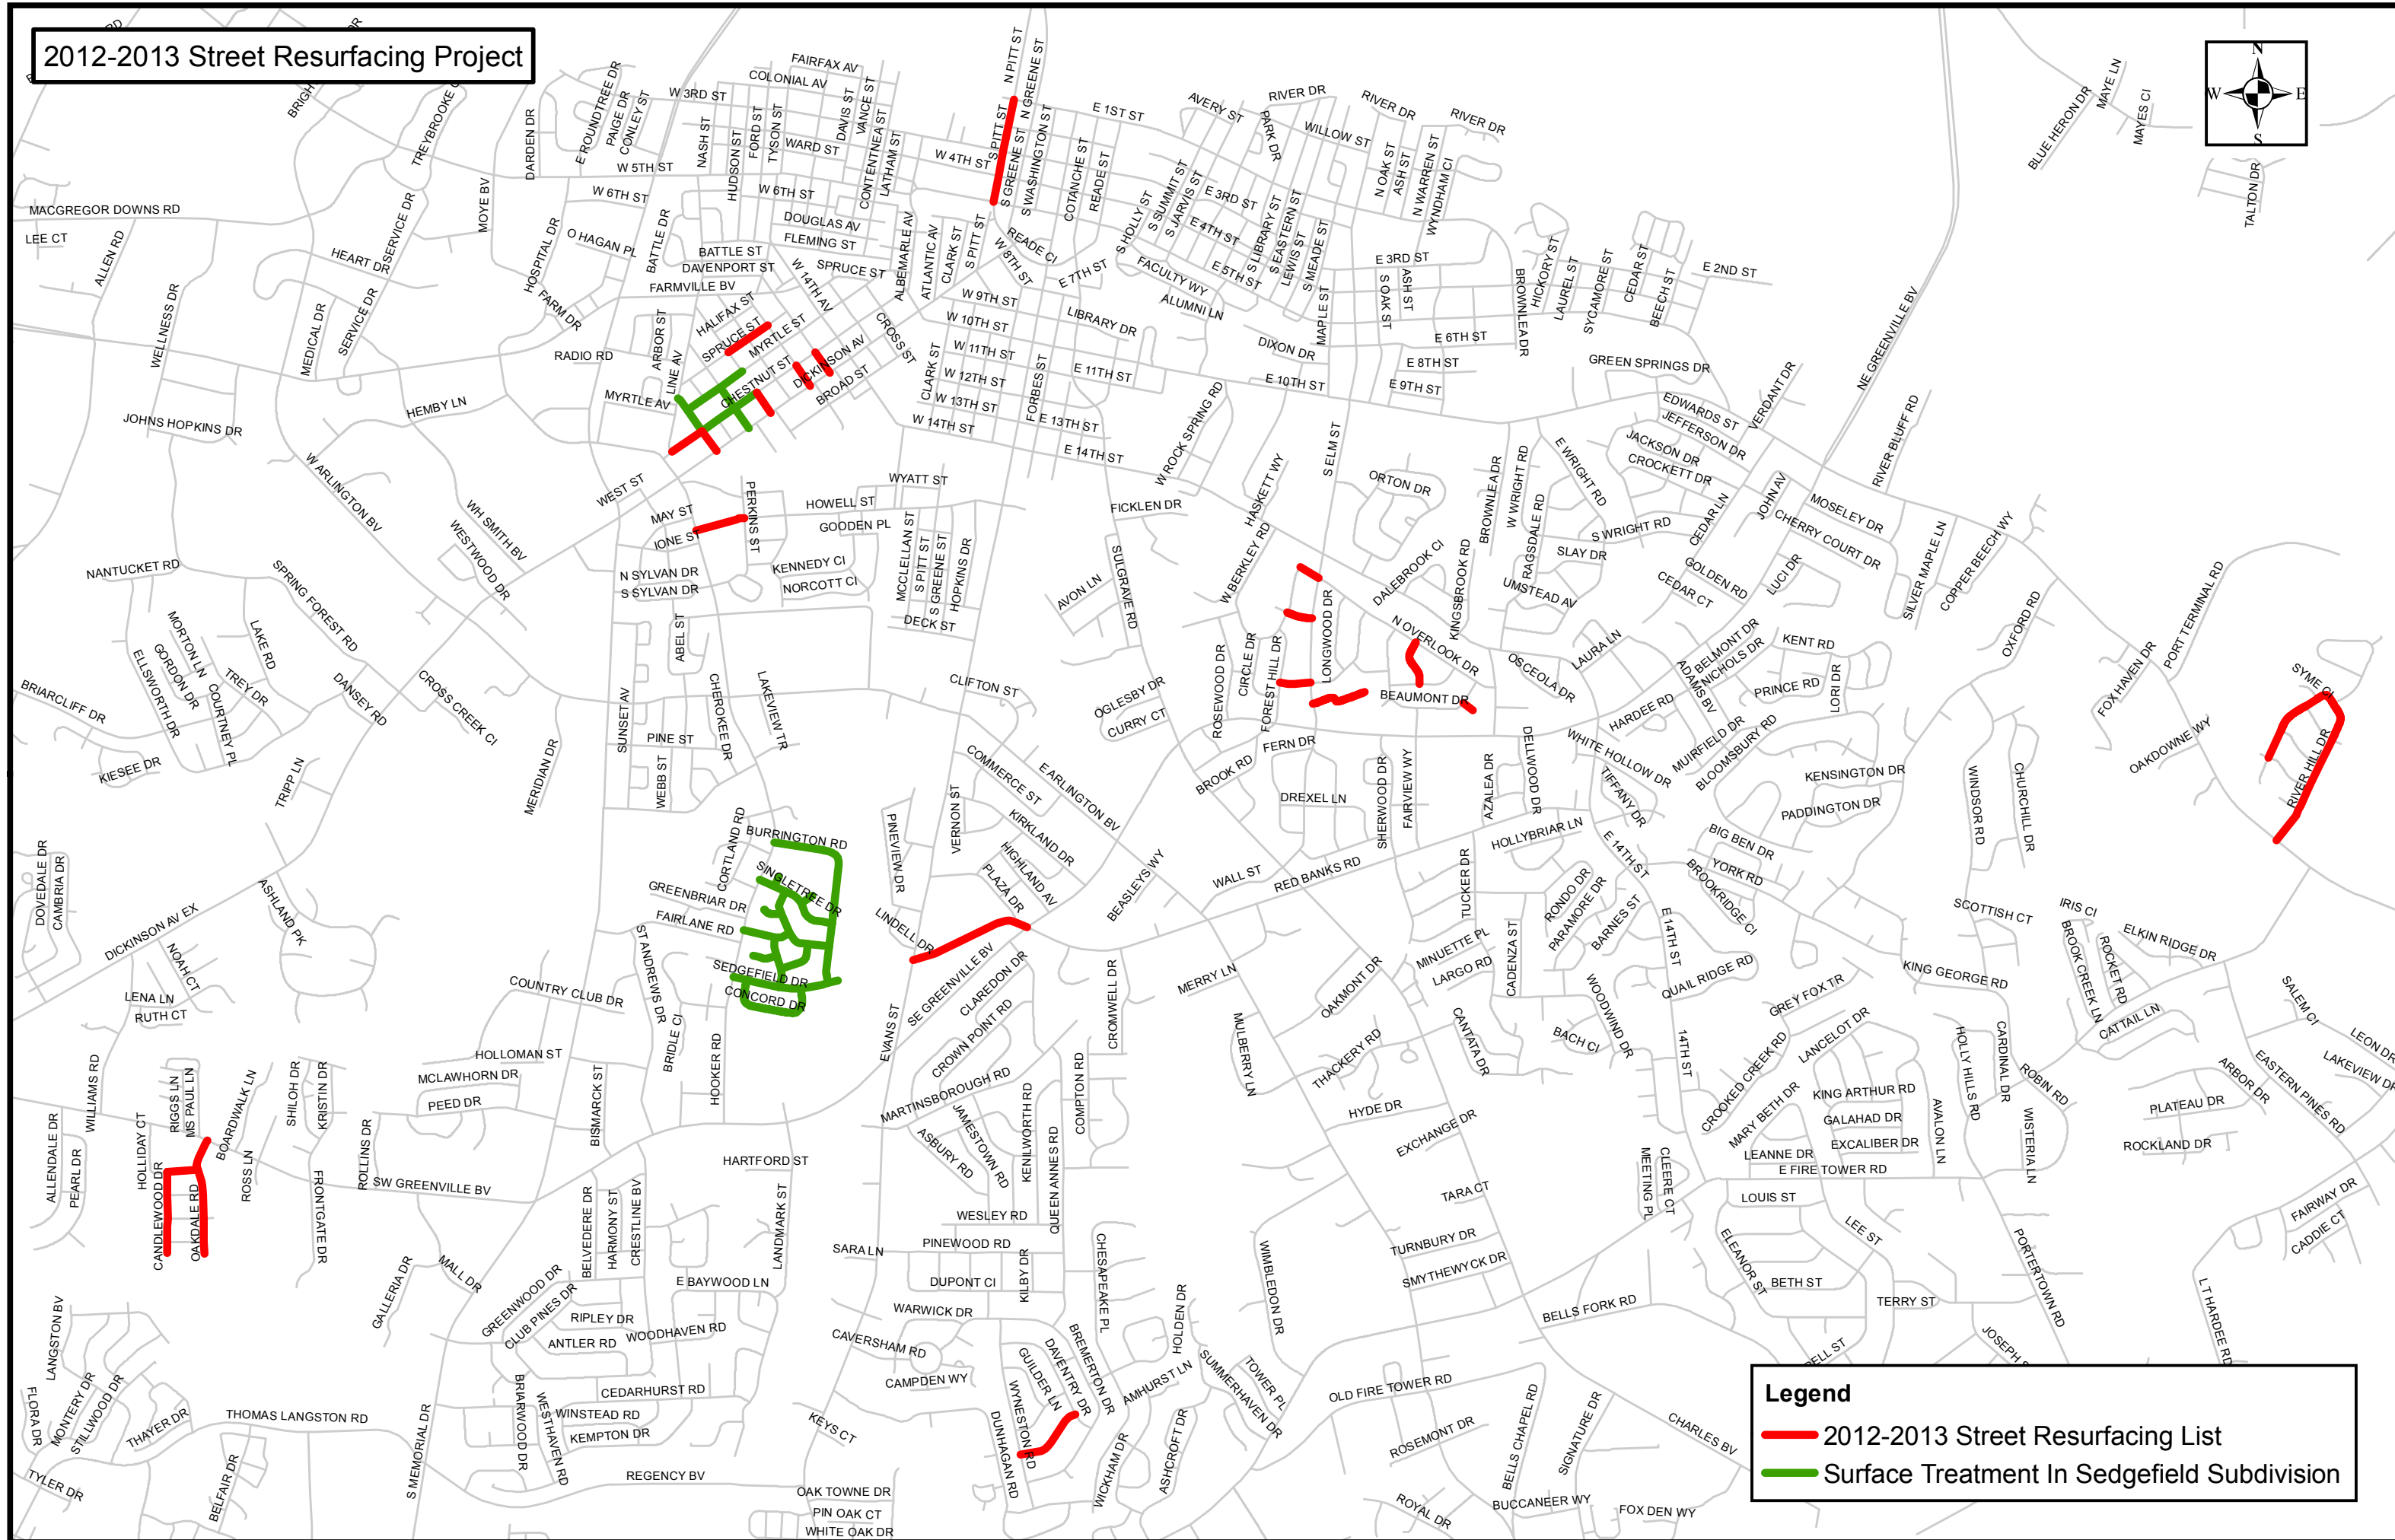 2012-2013 Street Resurfacing Project
N
W
E
S
FAIRFAX AV
COLONIAL AV
W 3RD ST
DARDEN DR
E ROUNDTREE DR
PAIGE DR
CONLEY ST
NASH ST
HUDSON ST
FORD ST
TYSON ST
DAVIS ST
VANCE ST
CONTENTNEA ST
LATHAM ST
WARD ST
W 4TH ST
N PITT ST
S PITT ST
N GREENE ST
S GREENE ST
S WASHINGTON ST
COTANCHE ST
READE ST
E 1ST ST
AVERY ST
RIVER DR
PARK DR
WILLOW ST
RIVER DR
RIVER DR
N OAK ST
ASH ST
N WARREN ST
WYNDHAM CI
BLUE HERON DR
MAYE LN
MAYES CI
TALTON DR
TREYBROOKE C
MOYE BV
W 5TH ST
W 6TH ST
W 6TH ST
MACGREGOR DOWNS RD
LEE CT
ALLEN RD
HEART DR
SERVICE DR
SERVICE DR
MEDICAL DR
WELLNESS DR
HOSPITAL DR
O HAGAN PL
BATTLE DR
BATTLE ST
DAVENPORT ST
FARMVILLE BV
FARM DR
DOUGLAS AV
FLEMING ST
SPRUCE ST
W 14TH AV
ALBEMARLE AV
ATLANTIC AV
CLARK ST
S PITT ST
READE CI
W 8TH ST
E 7TH ST
W 9TH ST
W 10TH ST
W 11TH ST
W 12TH ST
W 13TH ST
W 14TH ST
LIBRARY DR
E 11TH ST
E 13TH ST
E 14TH ST
FORBES ST
CLARK ST
CROSS ST
S HOLLY ST
S SUMMIT ST
S JARVIS ST
E 3RD ST
E 4TH ST
E 5TH ST
S LIBRARY ST
S EASTERN ST
LEWIS ST
S MEADE ST
FACULTY WY
ALUMNI LN
MAPLE ST
E 3RD ST
S OAK ST
ASH ST
BROWNLEA DR
HICKORY ST
LAUREL ST
SYCAMORE ST
CEDAR ST
BEECH ST
E 2ND ST
DIXON DR
E 6TH ST
E 8TH ST
E 9TH ST
E 10TH ST
GREEN SPRINGS DR
NE GREENVILLE BV
HALIFAX ST
SPRUCE ST
MYRTLE ST
CHESTNUT ST
DICKINSON AV
BROAD ST
RADIO RD
ARBOR ST
LINE AV
MYRTLE AV
HEMBY LN
JOHNS HOPKINS DR
W ARLINGTON BV
WH SMITH BV
WESTWOOD DR
WEST ST
MAY ST
IONE ST
PERKINS ST
HOWELL ST
GOODEN PL
WYATT ST
N SYLVAN DR
S SYLVAN DR
KENNEDY CI
NORCOTT CI
MCCLELLAN ST
S PITT ST
S GREENE ST
HOPKINS DR
DECK ST
FICKLEN DR
SULGRAVE RD
AVON LN
W ROCK SPRING RD
HASKETT WY
W BERKLEY RD
S ELM ST
ORTON DR
BROWNLEA DR
W WRIGHT RD
RAGSDALE RD
E WRIGHT RD
S WRIGHT RD
SLAY DR
UMSTEAD AV
EDWARDS ST
JEFFERSON DR
JACKSON DR
CROCKETT DR
VERDANT DR
CEDAR LN
JOHN AV
MOSELEY DR
CHERRY COURT DR
RIVER BLUFF RD
GOLDEN RD
CEDAR CT
LUCI DR
SILVER MAPLE LN
COPPER BEECH WY
OXFORD RD
PORT TERMINAL RD
FOX HAVEN DR
OAKDOWNE WY
SYME CI
RIVER HILL DR
NANTUCKET RD
SPRING FOREST RD
MORTON LN
GORDON DR
ELLSWORTH DR
COURTNEY PL
TREY DR
LAKE RD
DANSEY RD
CROSS CREEK CI
BRIARCLIFF DR
KIESEE DR
TRIPP LN
MERIDIAN DR
SUNSET AV
ABEL ST
CHEROKEE DR
LAKEVIEW TR
PINE ST
WEBB ST
CLIFTON ST
OGLESBY DR
CURRY CT
ROSEWOOD DR
CIRCLE DR
FOREST HILL DR
LONGWOOD DR
DALEBROOK CI
KINGSBROOK RD
N OVERLOOK DR
BEAUMONT DR
OSCEOLA DR
LAURA LN
HARDEE RD
ADAMS BV
BELMONT DR
NICHOLS DR
KENT RD
PRINCE RD
LORI DR
MUIRFIELD DR
BLOOMSBURY RD
WHITE HOLLOW DR
TIFFANY DR
KENSINGTON DR
PADDINGTON DR
WINDSOR RD
CHURCHILL DR
COMMERCE ST
E ARLINGTON BV
VERNON ST
KIRKLAND DR
HIGHLAND AV
PLAZA DR
BEASLEYS WY
BROOK RD
FERN DR
DREXEL LN
SHERWOOD DR
FAIRVIEW WY
AZALEA DR
DELLWOOD DR
HOLLYBRIAR LN
WALL ST
RED BANKS RD
TUCKER DR
E 14TH ST
RONDO DR
PARAMORE DR
BARNES ST
E 14TH ST
BIG BEN DR
YORK RD
BROOKRIDGE CI
QUAIL RIDGE RD
CORTLAND RD
BURRINGTON RD
SINGLETREE DR
GREENBRIAR DR
FAIRLANE RD
SEDGEFIELD DR
CONCORD DR
PINEVIEW DR
LINDELL DR
SE GREENVILLE BV
CLAREDON DR
CROWN POINT RD
EVANS ST
MARTINSBOROUGH RD
CROMWELL DR
COMPTON RD
MERRY LN
MULBERRY LN
OAKMONT DR
THACKERY RD
MINUETTE PL
LARGO RD
CADENZA ST
CANTATA DR
BACH CI
WOODWIND DR
14TH ST
GREY FOX TR
CROOKED CREEK RD
LANCELOT DR
KING GEORGE RD
SCOTTISH CT
IRIS CI
BROOK CREEK LN
ROCKET RD
ELKIN RIDGE DR
CATTAIL LN
SALEM CI
LEON DR
LAKEVIEW DR
EASTERN PINES RD
ARBOR DR
PLATEAU DR
ROCKLAND DR
DOVEDALE DR
CAMBRIA DR
DICKINSON AV EX
ASHLAND PK
NOAH CT
LENA LN
RUTH CT
COUNTRY CLUB DR
ST ANDREWS DR
BRIDLE CI
HOOKER RD
HOLLOMAN ST
MCLAWHORN DR
PEED DR
BISMARCK ST
WILLIAMS RD
ALLENDALE DR
PEARL DR
HOLLIDAY CT
RIGGS LN
MS PAUL LN
BOARDWALK LN
ROSS LN
SHILOH DR
KRISTIN DR
FRONTGATE DR
ROLLINS DR
CANDLEWOOD DR
OAKDALE RD
SW GREENVILLE BV
HARTFORD ST
LANDMARK ST
BELVEDERE DR
HARMONY ST
CRESTLINE BV
ASBURY RD
JAMESTOWN RD
KENILWORTH RD
QUEEN ANNES RD
WESLEY RD
PINEWOOD RD
SARA LN
DUPONT CI
KILBY DR
CHESAPEAKE PL
HYDE DR
EXCHANGE DR
TARA CT
TURNBURY DR
SMYTHEWYCK DR
WIMBLEDON DR
MEETING PL
CLEERE CT
MARY BETH DR
KING ARTHUR RD
GALAHAD DR
EXCALIBER DR
LEANNE DR
E FIRE TOWER RD
AVALON LN
HOLLY HILLS RD
CARDINAL DR
ROBIN RD
WISTERIA LN
LOUIS ST
LEE ST
ELEANOR ST
BETH ST
TERRY ST
PORTERTOWN RD
FAIRWAY DR
CADDIE CT
LT HARDEE RD
MALL DR
GALLERIA DR
GREENWOOD DR
CLUB PINES DR
E BAYWOOD LN
RIPLEY DR
ANTLER RD
WOODHAVEN RD
WARWICK DR
CAVERSHAM RD
CAMPDEN WY
GUILDER LN
DAVENTRY DR
BREMERTON DR
WYNESTON RD
DUNHAGAN RD
AMHURST LN
HOLDEN DR
SUMMERHAVEN DR
TOWER PL
WICKHAM DR
ASHCROFT DR
BELLS FORK RD
OLD FIRE TOWER RD
ROSEMONT DR
BELLS CHAPEL RD
SIGNATURE DR
CHARLES BV
BUCCANEER WY
FOX DEN WY
ROYAL DR
LANGSTON BV
FLORA DR
MONTERY DR
STILLWOOD DR
THAYER DR
TYLER DR
THOMAS LANGSTON RD
BELFAIR DR
S MEMORIAL DR
BRIARWOOD DR
WESTHAVEN RD
CEDARHURST RD
WINSTEAD RD
KEMPTON DR
REGENCY BV
KEYS CT
OAK TOWNE DR
PIN OAK CT
WHITE OAK DR
Legend
2012-2013 Street Resurfacing List
Surface Treatment In Sedgefield Subdivision